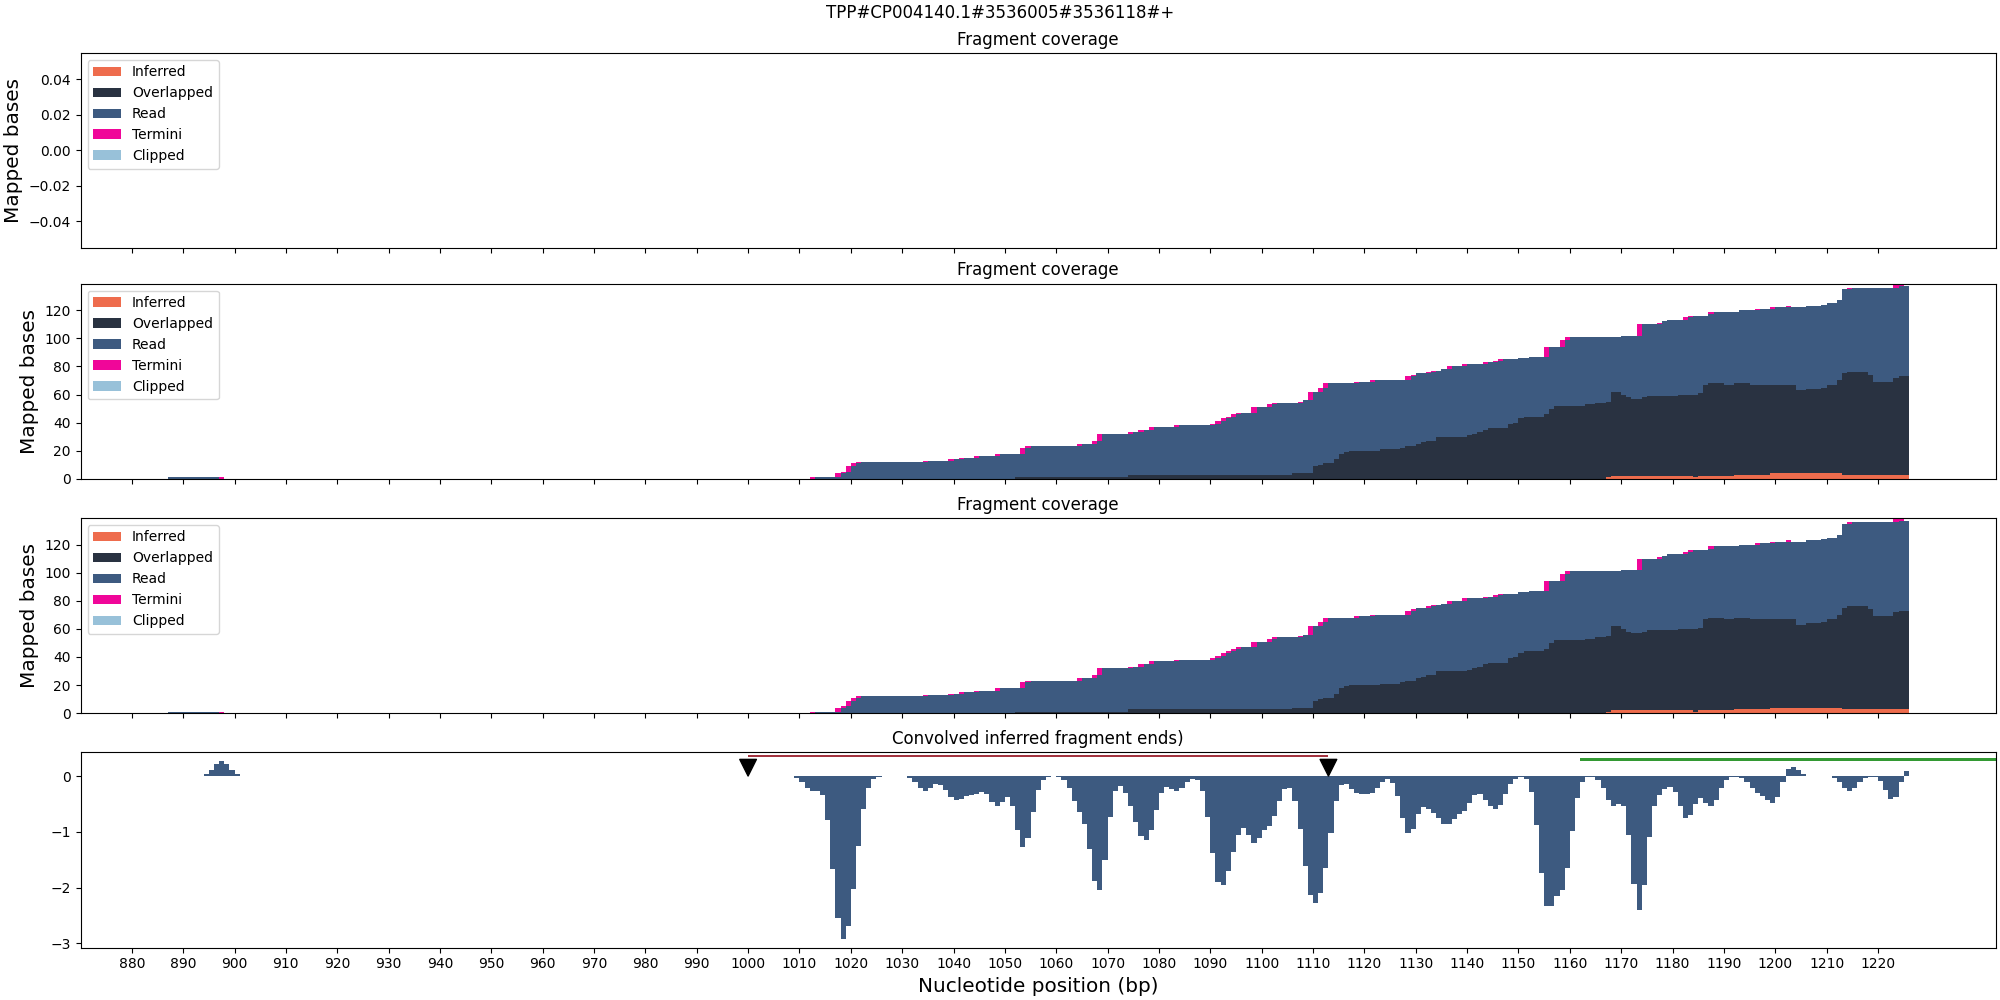 TPP#CP004140.1#3536005#3536118#+
Fragment coverage
Mapped bases
0.04
0.02
0.00
−0.02
−0.04
Inferred
Overlapped
Read
Termini
Clipped
Fragment coverage
Mapped bases
120
100
80
60
40
20
0
Inferred
Overlapped
Read
Termini
Clipped
Fragment coverage
Mapped bases
120
100
80
60
40
20
0
Inferred
Overlapped
Read
Termini
Clipped
Convolved inferred fragment ends)
0
−1
−2
−3
880 890 900 910 920 930 940 950 960 970 980 990 1000 1010 1020 1030 1040 1050 1060 1070 1080 1090 1100 1110 1120 1130 1140 1150 1160 1170 1180 1190 1200 1210 1220
Nucleotide position (bp)